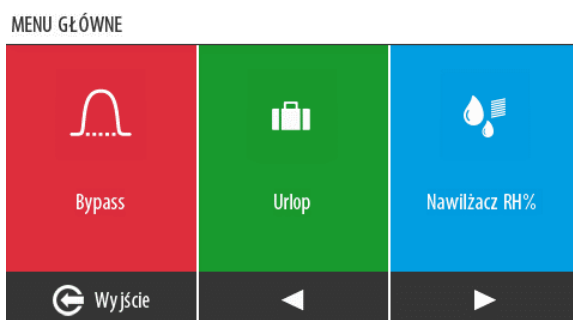 MENU GŁÓWNE
Bypass
Urlop
Nawilżacz RH%
Wyjście